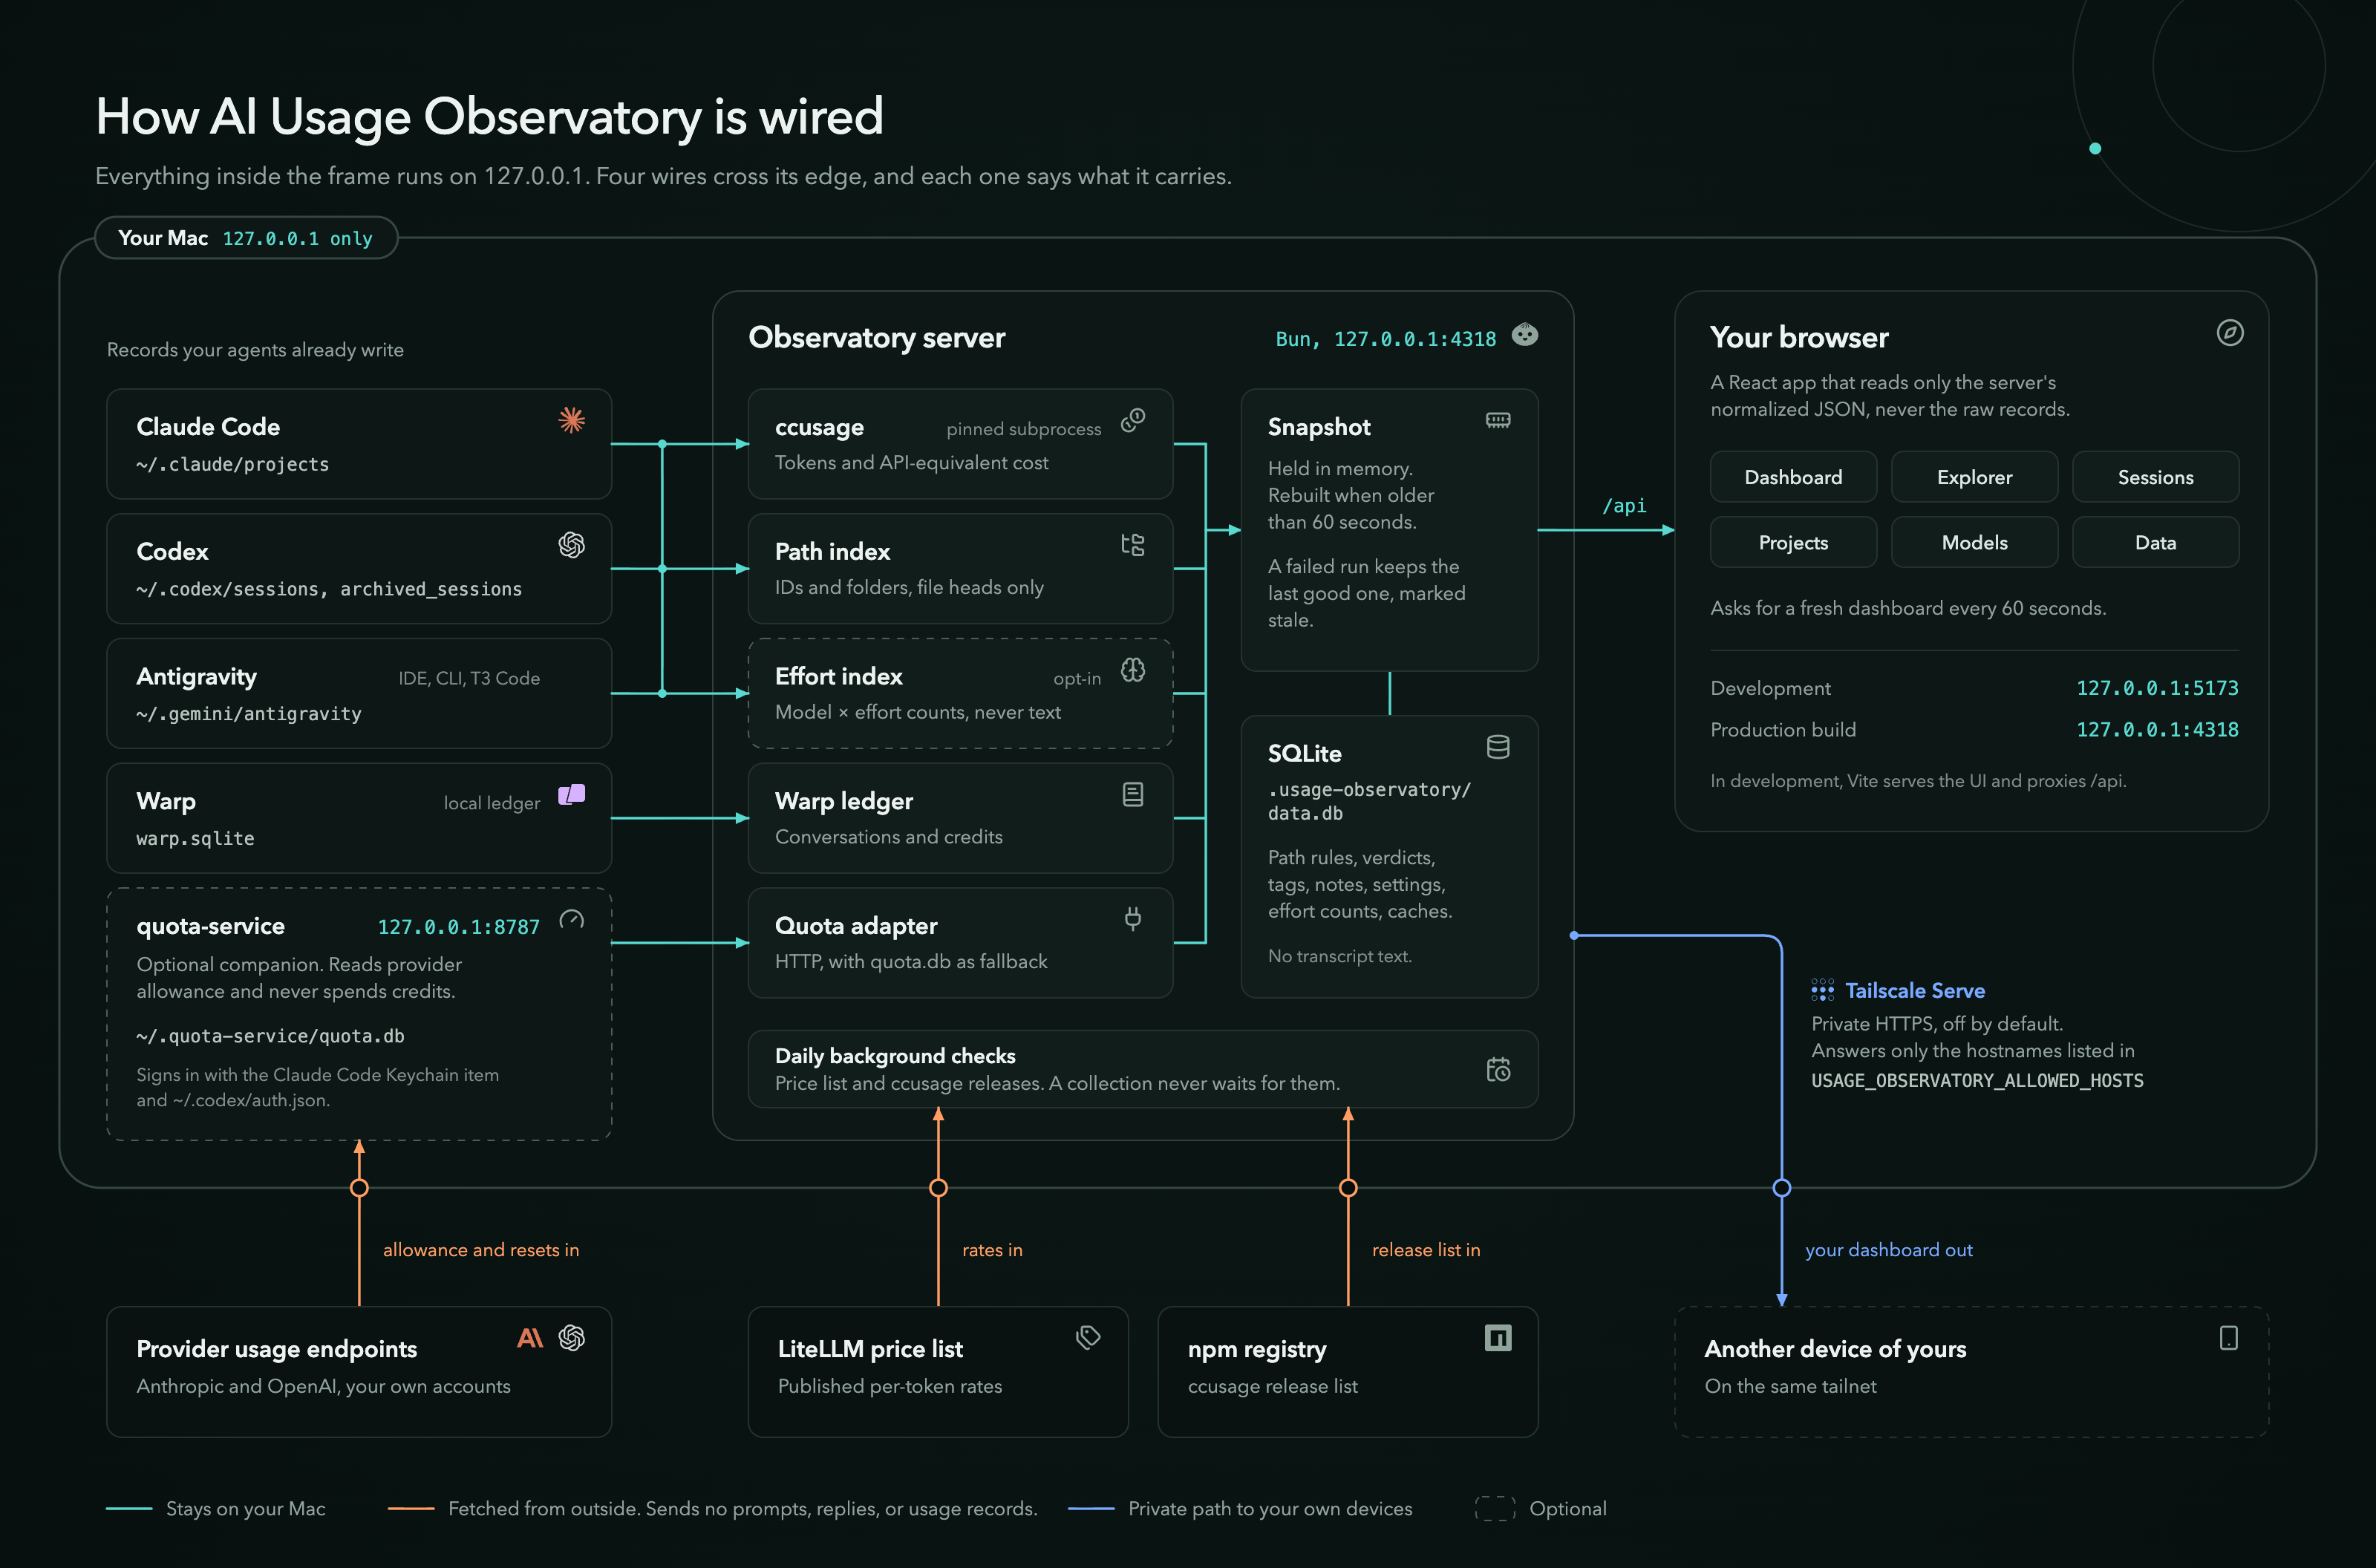 How AI Usage Observatory is wired
Everything inside the frame runs on 127.0.0.1. Four wires cross its edge, and each one says what it carries.
Your Mac 127.0.0.1 only
Records your agents already write
Claude Code
~/.claude/projects
Codex
~/.codex/sessions, archived_sessions
Antigravity IDE, CLI, T3 Code
~/.gemini/antigravity
Warp local ledger
warp.sqlite
quota-service 127.0.0.1:8787
Optional companion. Reads provider
allowance and never spends credits.
~/.quota-service/quota.db
Signs in with the Claude Code Keychain item
and ~/.codex/auth.json.
Observatory server Bun, 127.0.0.1:4318
ccusage pinned subprocess
Tokens and API-equivalent cost
Path index
IDs and folders, file heads only
Effort index opt-in
Model × effort counts, never text
Warp ledger
Conversations and credits
Quota adapter
HTTP, with quota.db as fallback
Snapshot
Held in memory.
Rebuilt when older
than 60 seconds.
A failed run keeps the
last good one, marked
stale.
SQLite
.usage-observatory/
data.db
Path rules, verdicts,
tags, notes, settings,
effort counts, caches.
No transcript text.
Daily background checks
Price list and ccusage releases. A collection never waits for them.
/api
Your browser
A React app that reads only the server's
normalized JSON, never the raw records.
Dashboard Explorer Sessions
Projects Models Data
Asks for a fresh dashboard every 60 seconds.
Development 127.0.0.1:5173
Production build 127.0.0.1:4318
In development, Vite serves the UI and proxies /api.
Tailscale Serve
Private HTTPS, off by default.
Answers only the hostnames listed in
USAGE_OBSERVATORY_ALLOWED_HOSTS
allowance and resets in
rates in
release list in
your dashboard out
Provider usage endpoints
Anthropic and OpenAI, your own accounts
LiteLLM price list
Published per-token rates
npm registry
ccusage release list
Another device of yours
On the same tailnet
Stays on your Mac
Fetched from outside. Sends no prompts, replies, or usage records.
Private path to your own devices
Optional